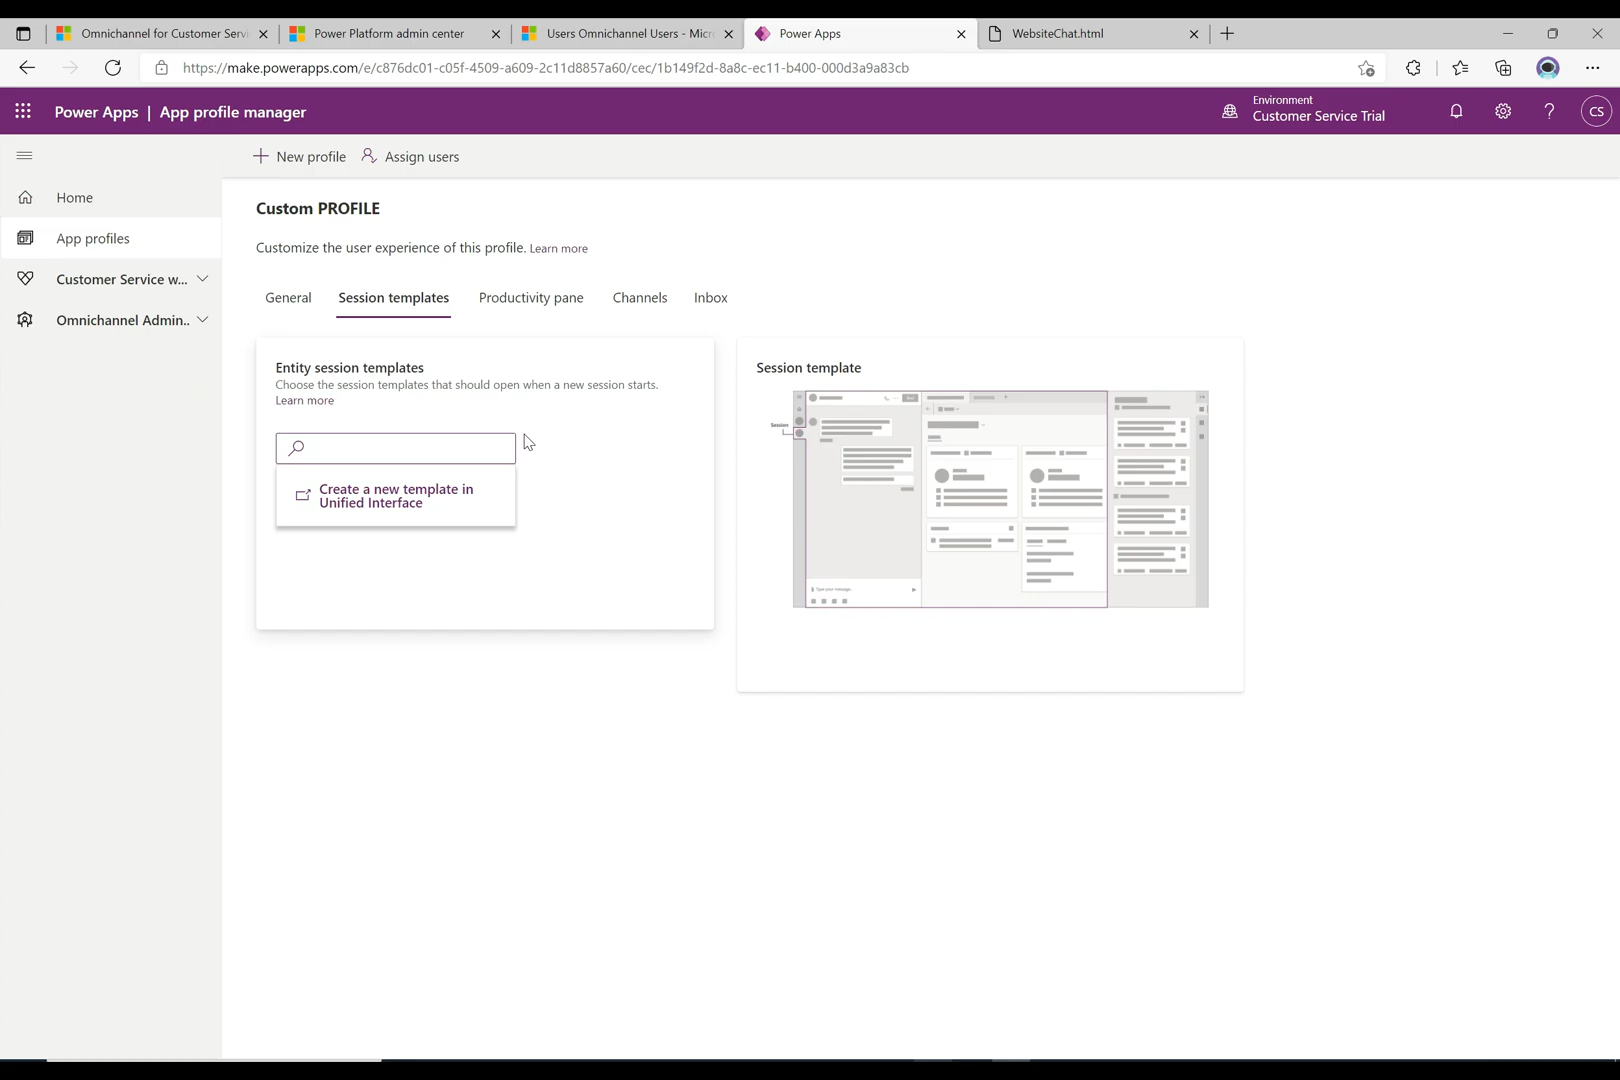 Omnichannel for Customer Servi
Power Platform admin center
Users Omnichannel Users - Micr
Power Apps
WebsiteChat.html
https://make.powerapps.com/e/c876dc01-c05f-4509-a609-2c11d8857a60/cec/1b149f2d-8a8c-ec11-b400-000d3a9a83cb
Power Apps | App profile manager
Environment
Customer Service Trial
CS
New profile
Assign users
Home
App profiles
Customer Service w...
Omnichannel Admin..
Custom PROFILE
Customize the user experience of this profile. Learn more
General
Session templates
Productivity pane
Channels
Inbox
Entity session templates
Choose the session templates that should open when a new session starts.
Learn more
Create a new template in
Unified Interface
Session template
Session
Type your message.